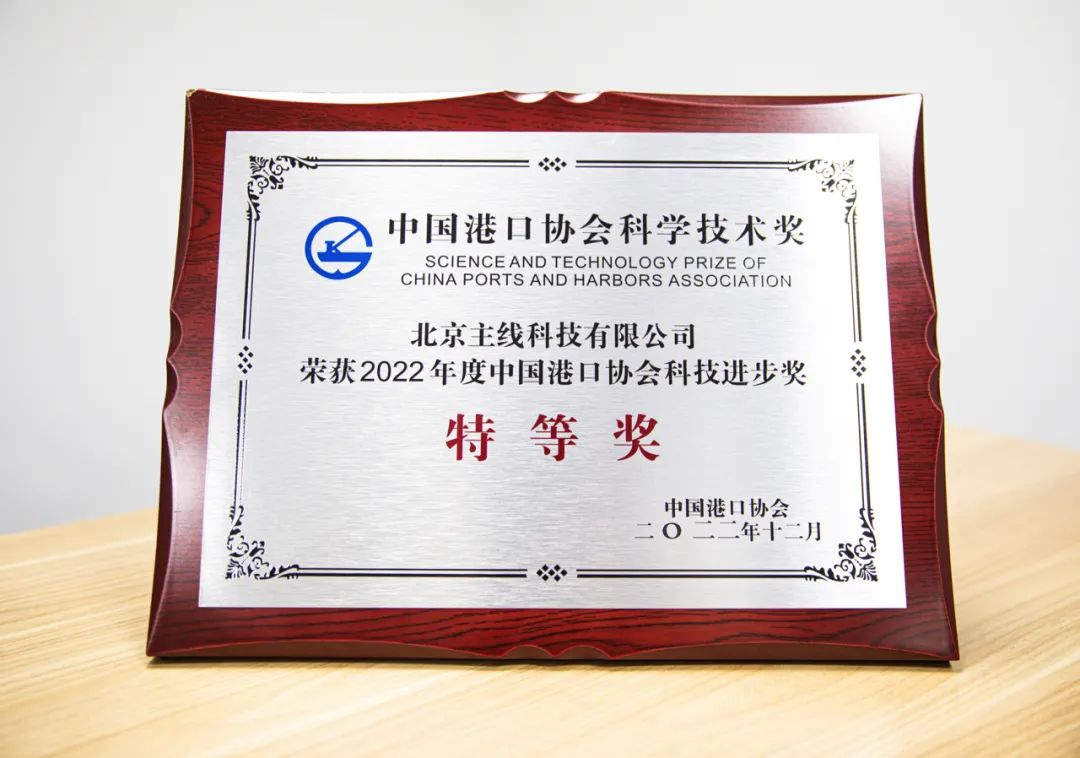 中国港口协会科学技术奖
SCIENCE AND TECHNOLOGY PRIZE OF
CHINA PORTS AND HARBORS ASSOCIATION
北京主线科技有限公司
荣获2022年度中国港口协会科技进步奖
特等奖
中国港口协会
二〇二二年十二月